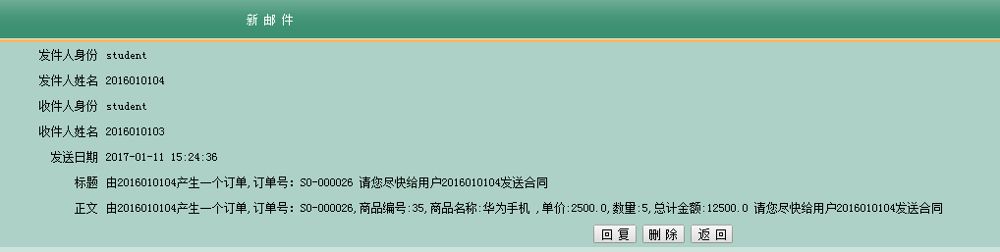 新 邮 件
发件人身份 student
发件人姓名 2016010104
收件人身份 student
收件人姓名 2016010103
发送日期 2017-01-11 15:24:36
标题 由2016010104产生一个订单,订单号: SO-000026 请您尽快给用户2016010104发送合同
正文 由2016010104产生一个订单,订单号: SO-000026,商品编号:35,商品名称:华为手机 ,单价:2500.0,数量:5,总计金额:12500.0 请您尽快给用户2016010104发送合同
回 复 删 除 返 回